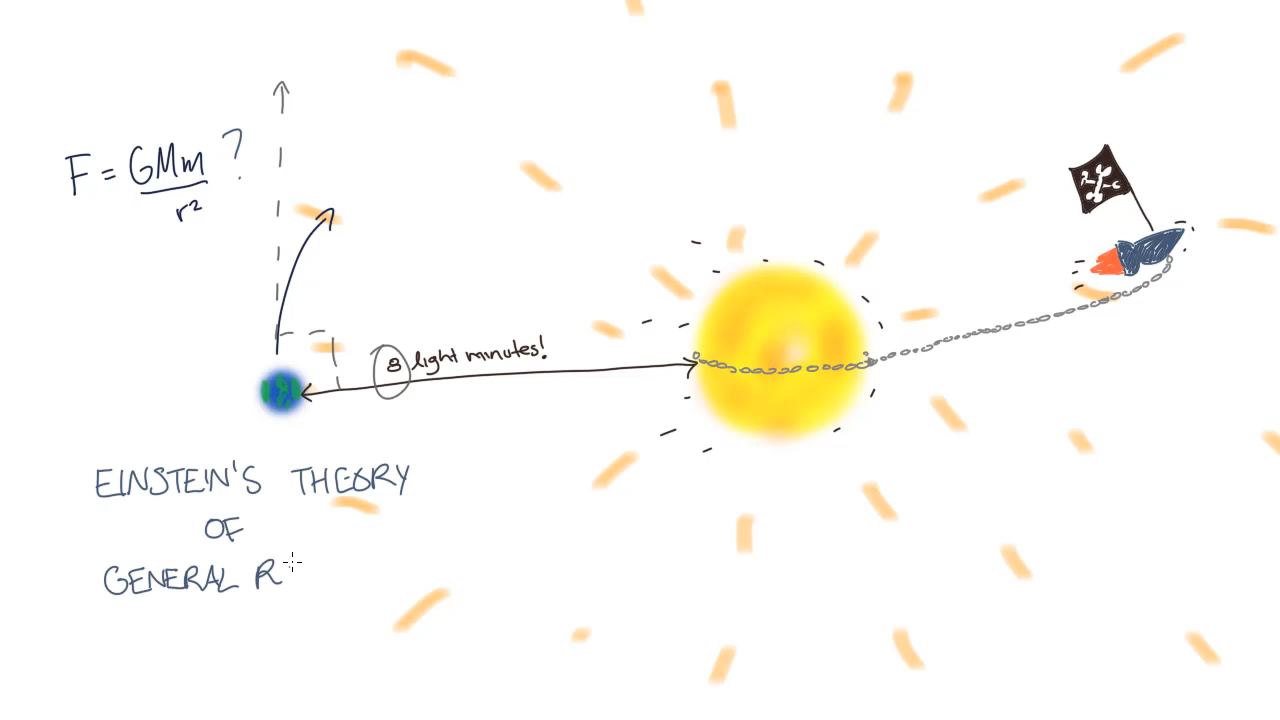 F = GMm ?
r²
8 light minutes!
EINSTEIN'S THEORY
OF
GENERAL R